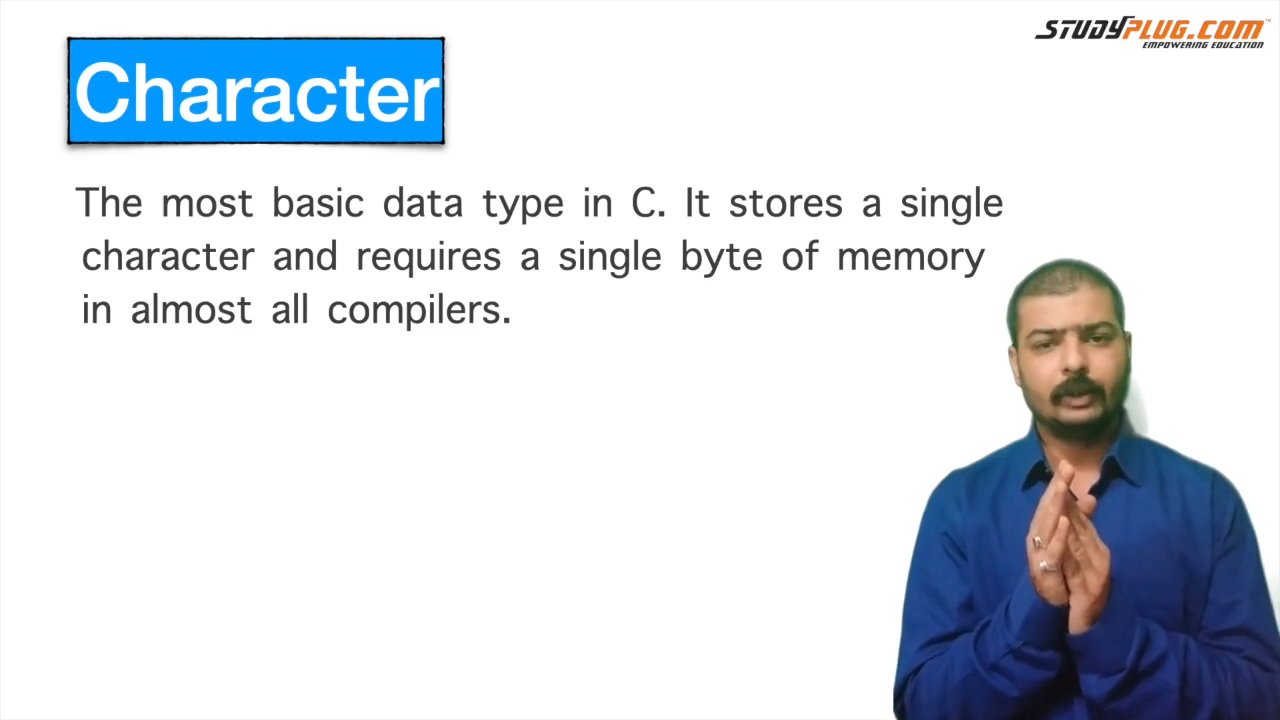 STUDYPLUG.COM
EMPOWERING EDUCATION
Character
The most basic data type in C. It stores a single
character and requires a single byte of memory
in almost all compilers.